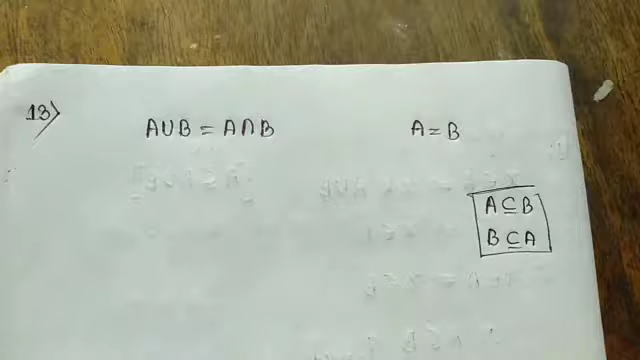 13) A∪B = A∩B A = B
A ⊆ B
B ⊆ A